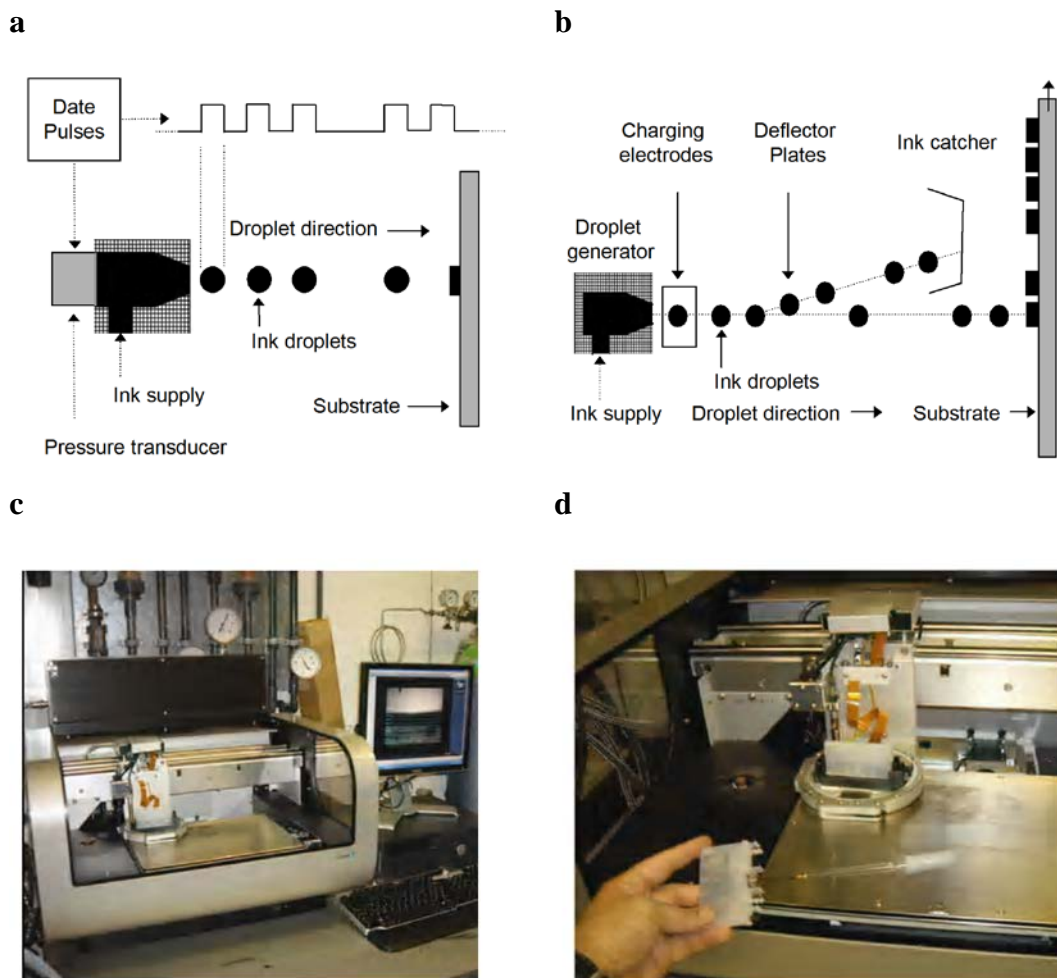 a
Date
Pulses
Droplet direction
Ink droplets
Ink supply
Substrate
Pressure transducer
b
Charging
electrodes
Deflector
Plates
Ink catcher
Droplet
generator
Ink droplets
Ink supply
Droplet direction
Substrate
c
d